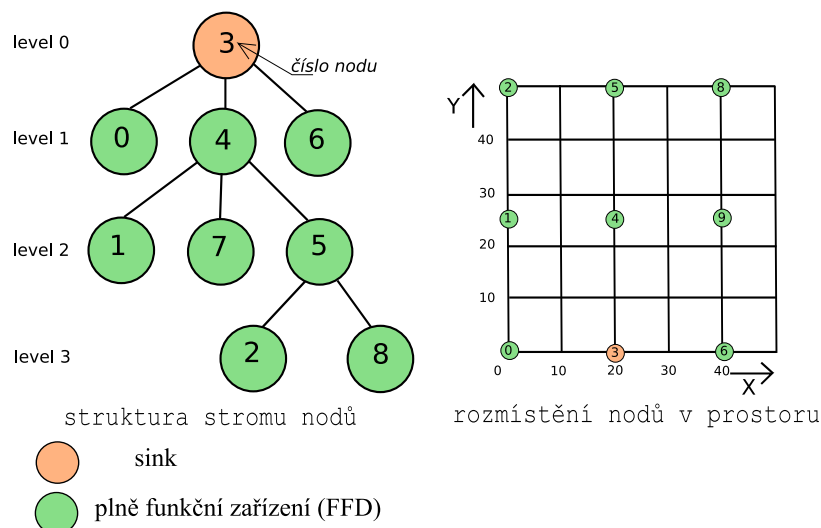 level 0
3
číslo nodu
level 1
0 4 6
level 2
1 7 5
level 3
2 8
struktura stromu nodů
sink
plně funkční zařízení (FFD)
Y
2 5 8
40
30
1 4 9
20
10
0 3 6
0 10 20 30 40
X
rozmístění nodů v prostoru